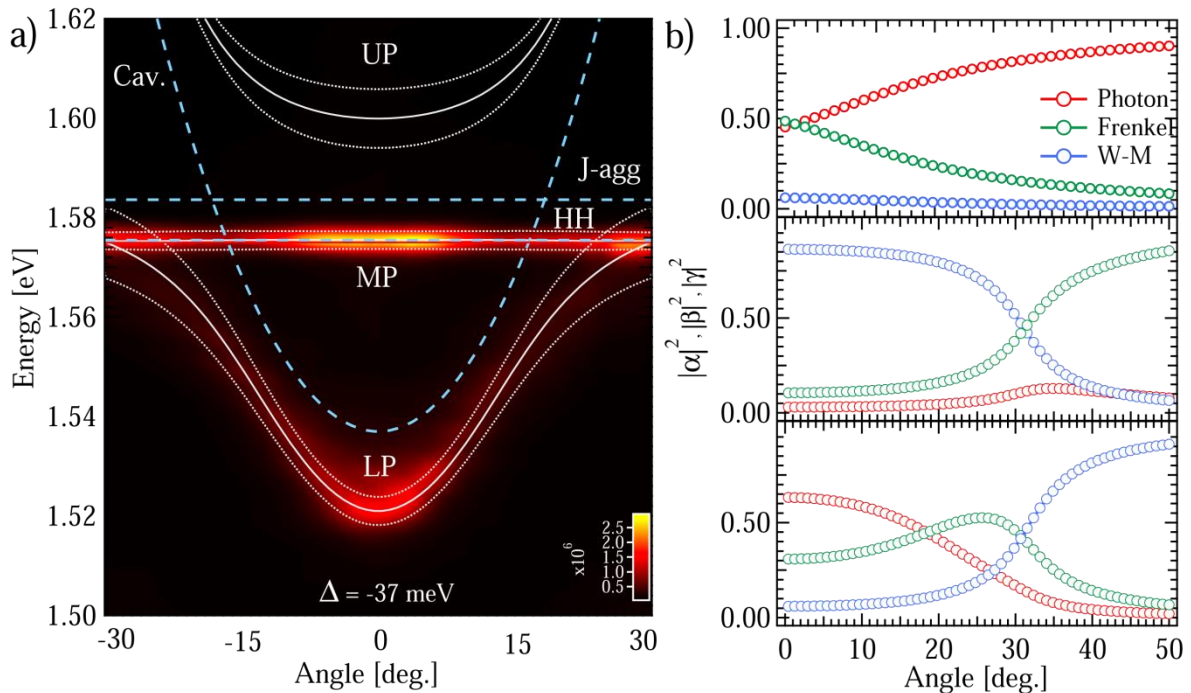 a)
1.62
1.60
1.58
1.56
1.54
1.52
1.50
Energy [eV]
UP
Cav.
J-agg
HH
MP
LP
Δ = -37 meV
x10⁶
2.5
2.0
1.5
1.0
0.5
-30 -15 0 15 30
Angle [deg.]
b)
1.00
0.50
0.00
Photon
Frenkel
W-M
|α|², |β|², |γ|²
0.50
0.00
0.50
0.00
0 10 20 30 40 50
Angle [deg.]